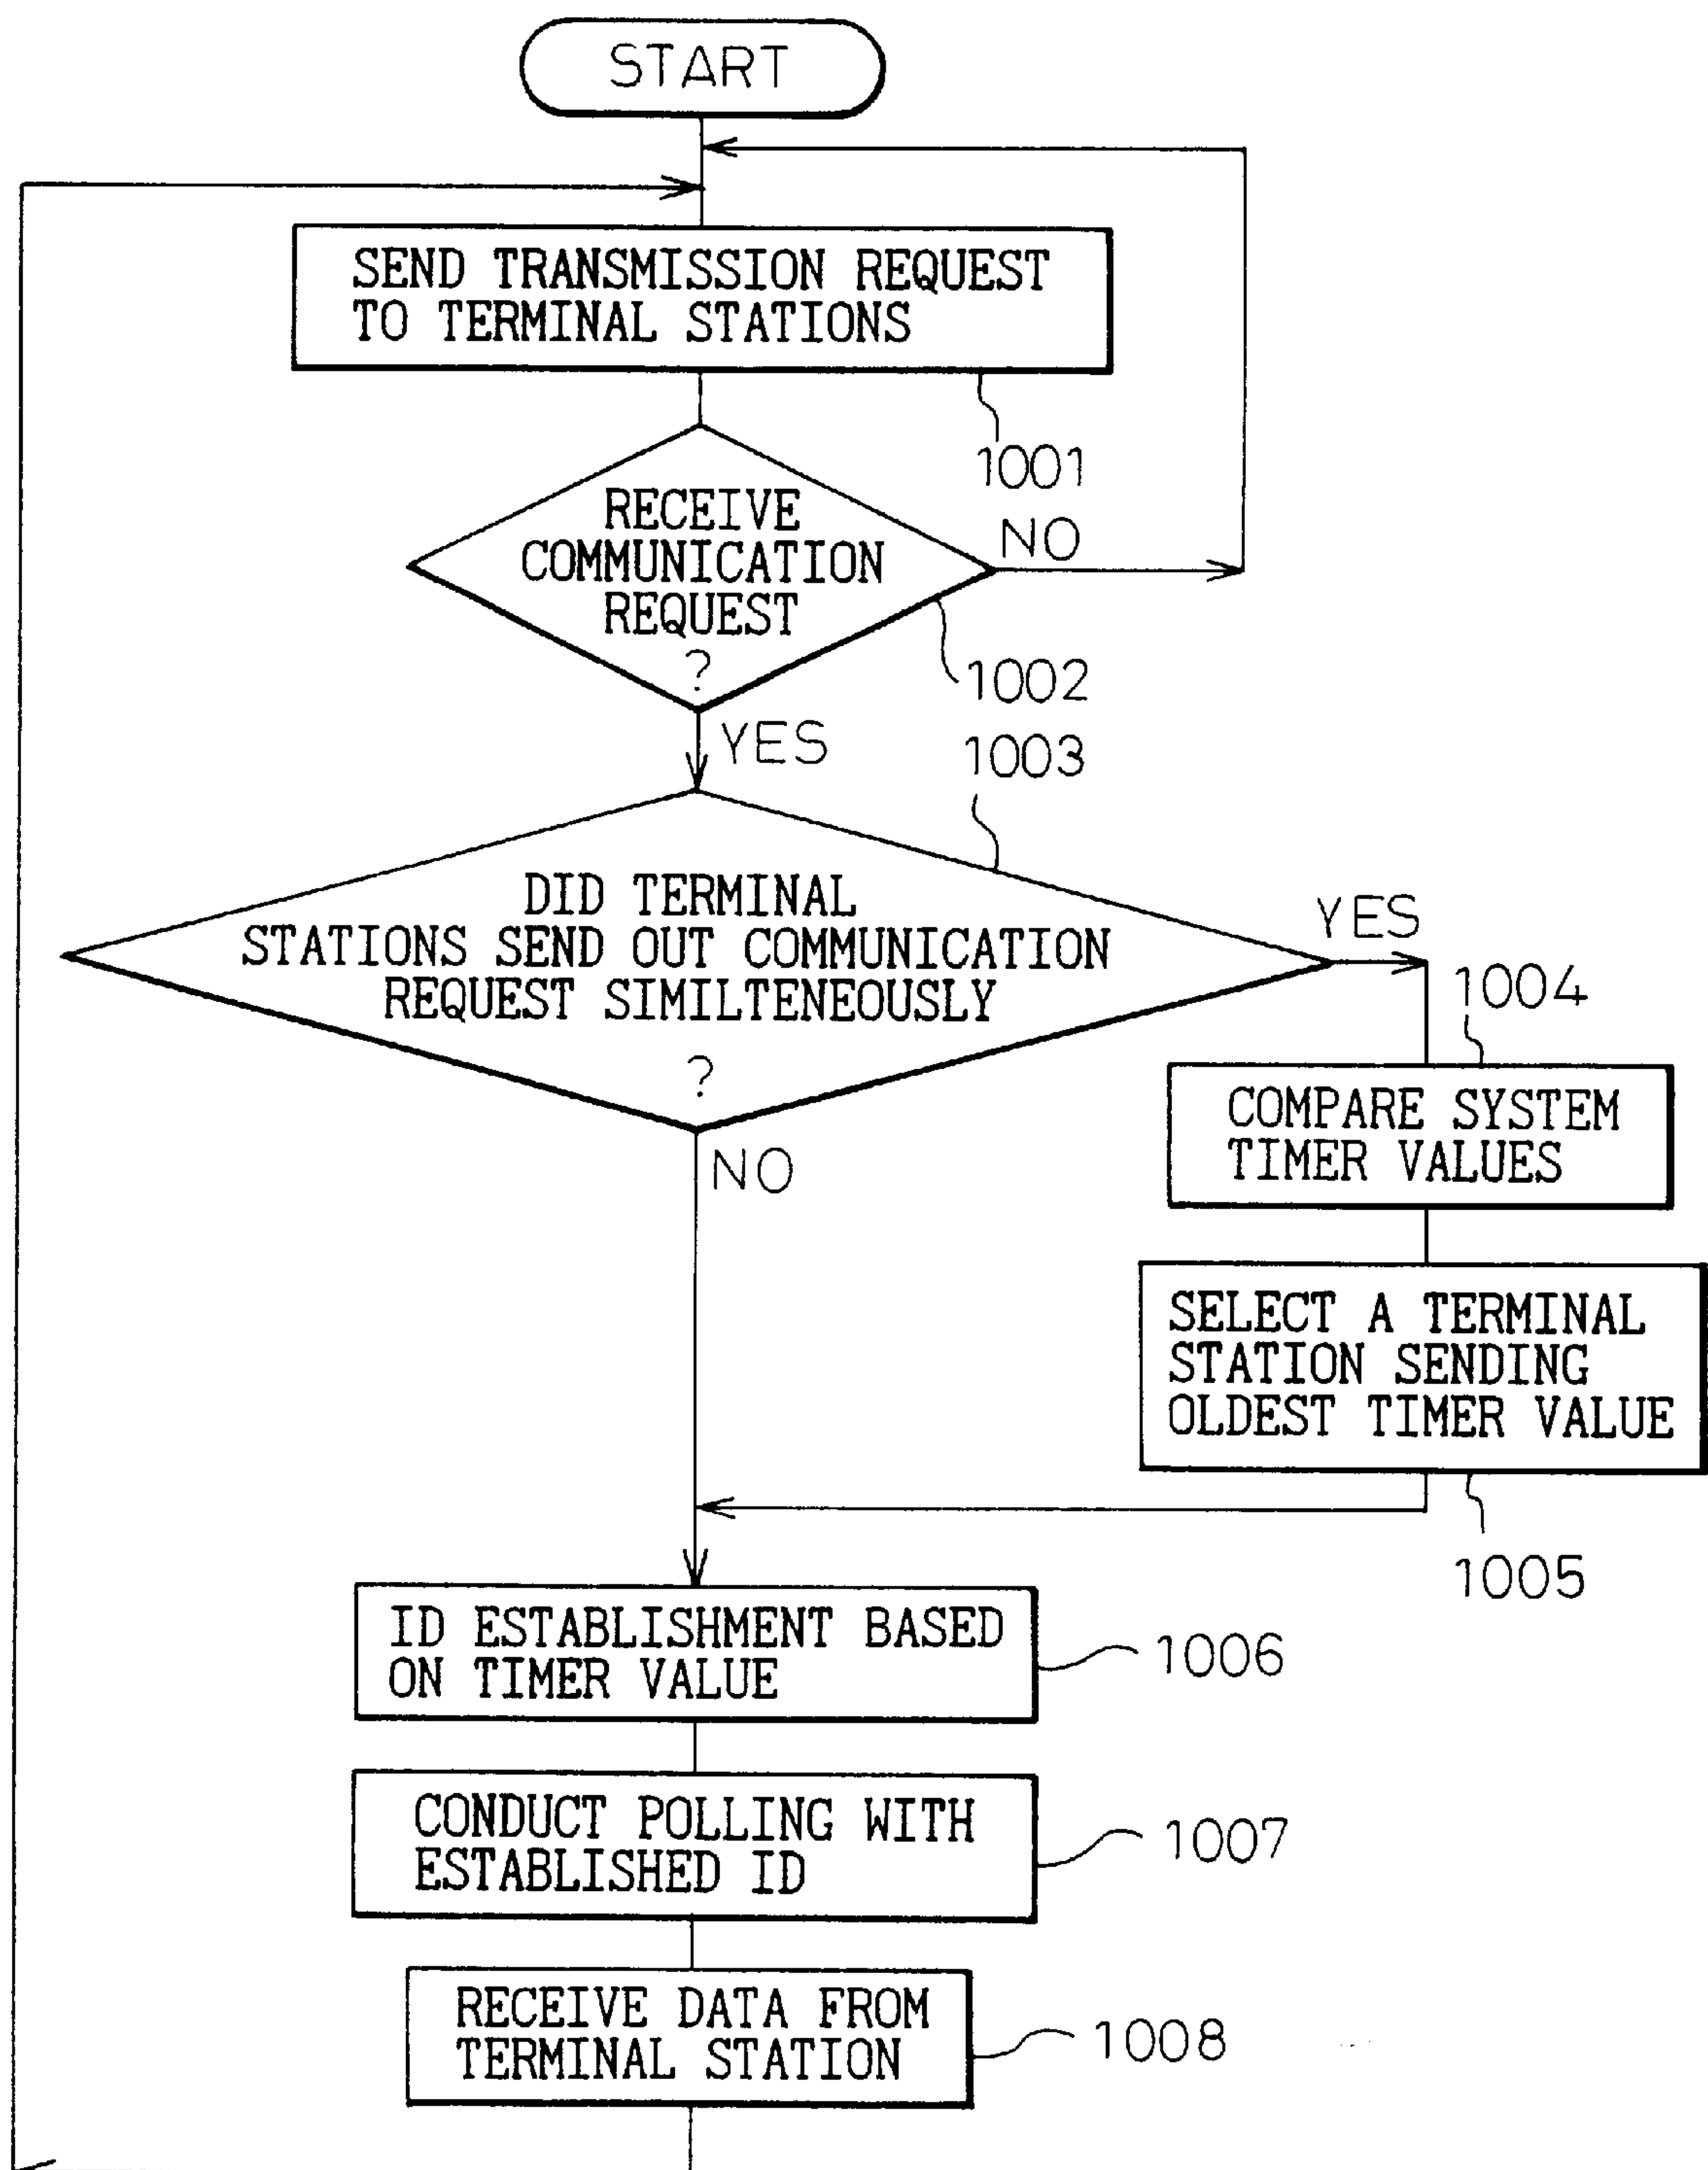 START
SEND TRANSMISSION REQUEST
TO TERMINAL STATIONS
1001
RECEIVE
COMMUNICATION
REQUEST
?
NO
1002
YES
1003
DID TERMINAL
STATIONS SEND OUT COMMUNICATION
REQUEST SIMILTENEOUSLY
?
YES
1004
NO
COMPARE SYSTEM
TIMER VALUES
SELECT A TERMINAL
STATION SENDING
OLDEST TIMER VALUE
1005
ID ESTABLISHMENT BASED
ON TIMER VALUE
1006
CONDUCT POLLING WITH
ESTABLISHED ID
1007
RECEIVE DATA FROM
TERMINAL STATION
1008